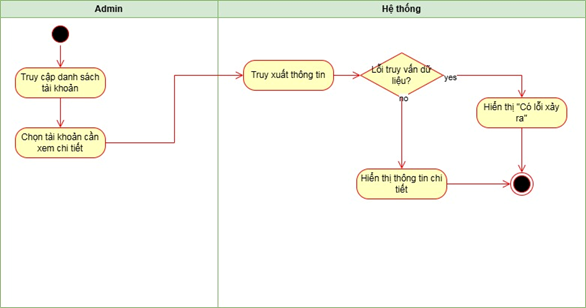 Admin
Hệ thống
Truy cập danh sách
tài khoản
Chọn tài khoản cần
xem chi tiết
Truy xuất thông tin
Lỗi truy vấn dữ
liệu?
yes
no
Hiển thị "Có lỗi xảy
ra"
Hiển thị thông tin chi
tiết